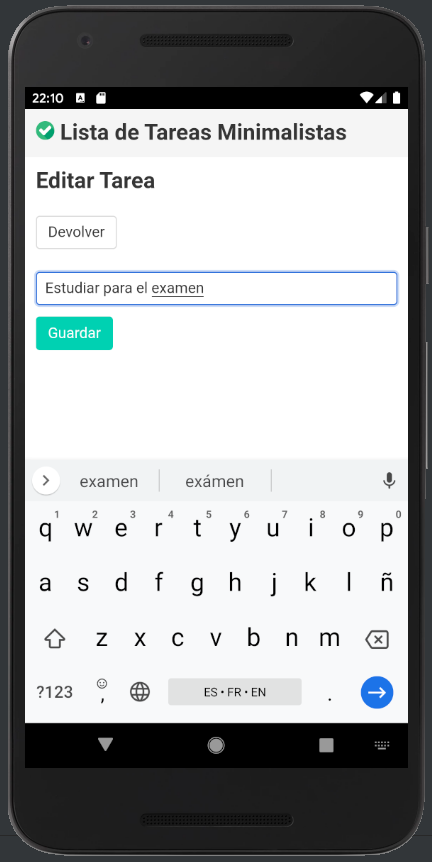 22:10
Lista de Tareas Minimalistas
Editar Tarea
Devolver
Estudiar para el examen
Guardar
examen exámen
q1 w2 e3 r4 t5 y6 u7 i8 o9 p0
a s d f g h j k l ñ
z x c v b n m
?123 , ES • FR • EN .